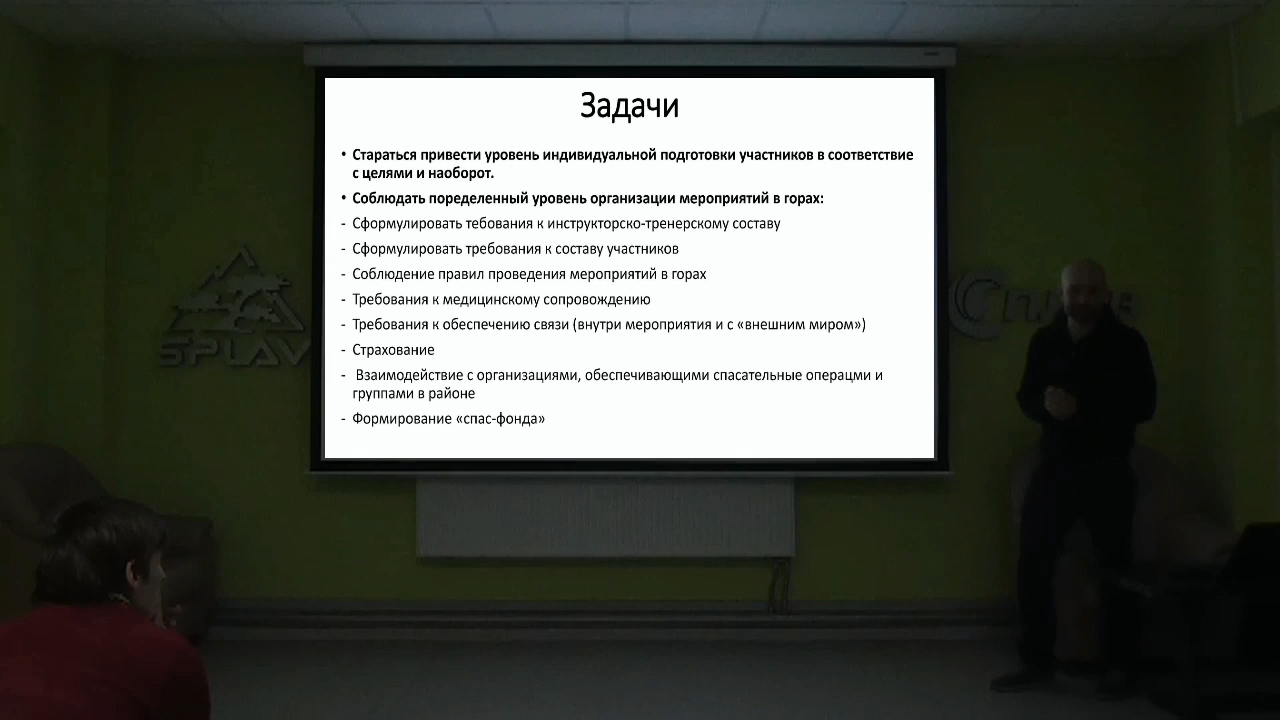 Задачи
• Стараться привести уровень индивидуальной подготовки участников в соответствие
с целями и наоборот.
• Соблюдать поределенный уровень организации мероприятий в горах:
- Сформулировать тебования к инструкторско-тренерскому составу
- Сформулировать требования к составу участников
- Соблюдение правил проведения мероприятий в горах
- Требования к медицинскому сопровождению
- Требования к обеспечению связи (внутри мероприятия и с «внешним миром»)
- Страхование
- Взаимодействие с организациями, обеспечивающими спасательные операцми и
группами в районе
- Формирование «спас-фонда»
SPLAV